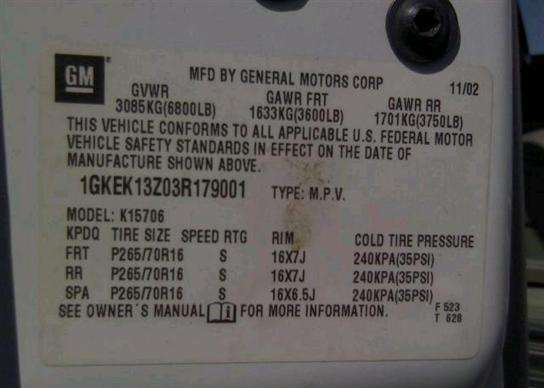 GM
MFD BY GENERAL MOTORS CORP 11/02
GVWR GAWR FRT GAWR RR
3085KG(6800LB) 1633KG(3600LB) 1701KG(3750LB)
THIS VEHICLE CONFORMS TO ALL APPLICABLE U.S. FEDERAL MOTOR
VEHICLE SAFETY STANDARDS IN EFFECT ON THE DATE OF
MANUFACTURE SHOWN ABOVE.
1GKEK13Z03R179001 TYPE: M.P.V.
MODEL: K15706
KPDQ TIRE SIZE SPEED RTG RIM COLD TIRE PRESSURE
FRT P265/70R16 S 16X7J 240KPA(35PSI)
RR P265/70R16 S 16X7J 240KPA(35PSI)
SPA P265/70R16 S 16X6.5J 240KPA(35PSI)
SEE OWNER´S MANUAL FOR MORE INFORMATION. F 523
T 628